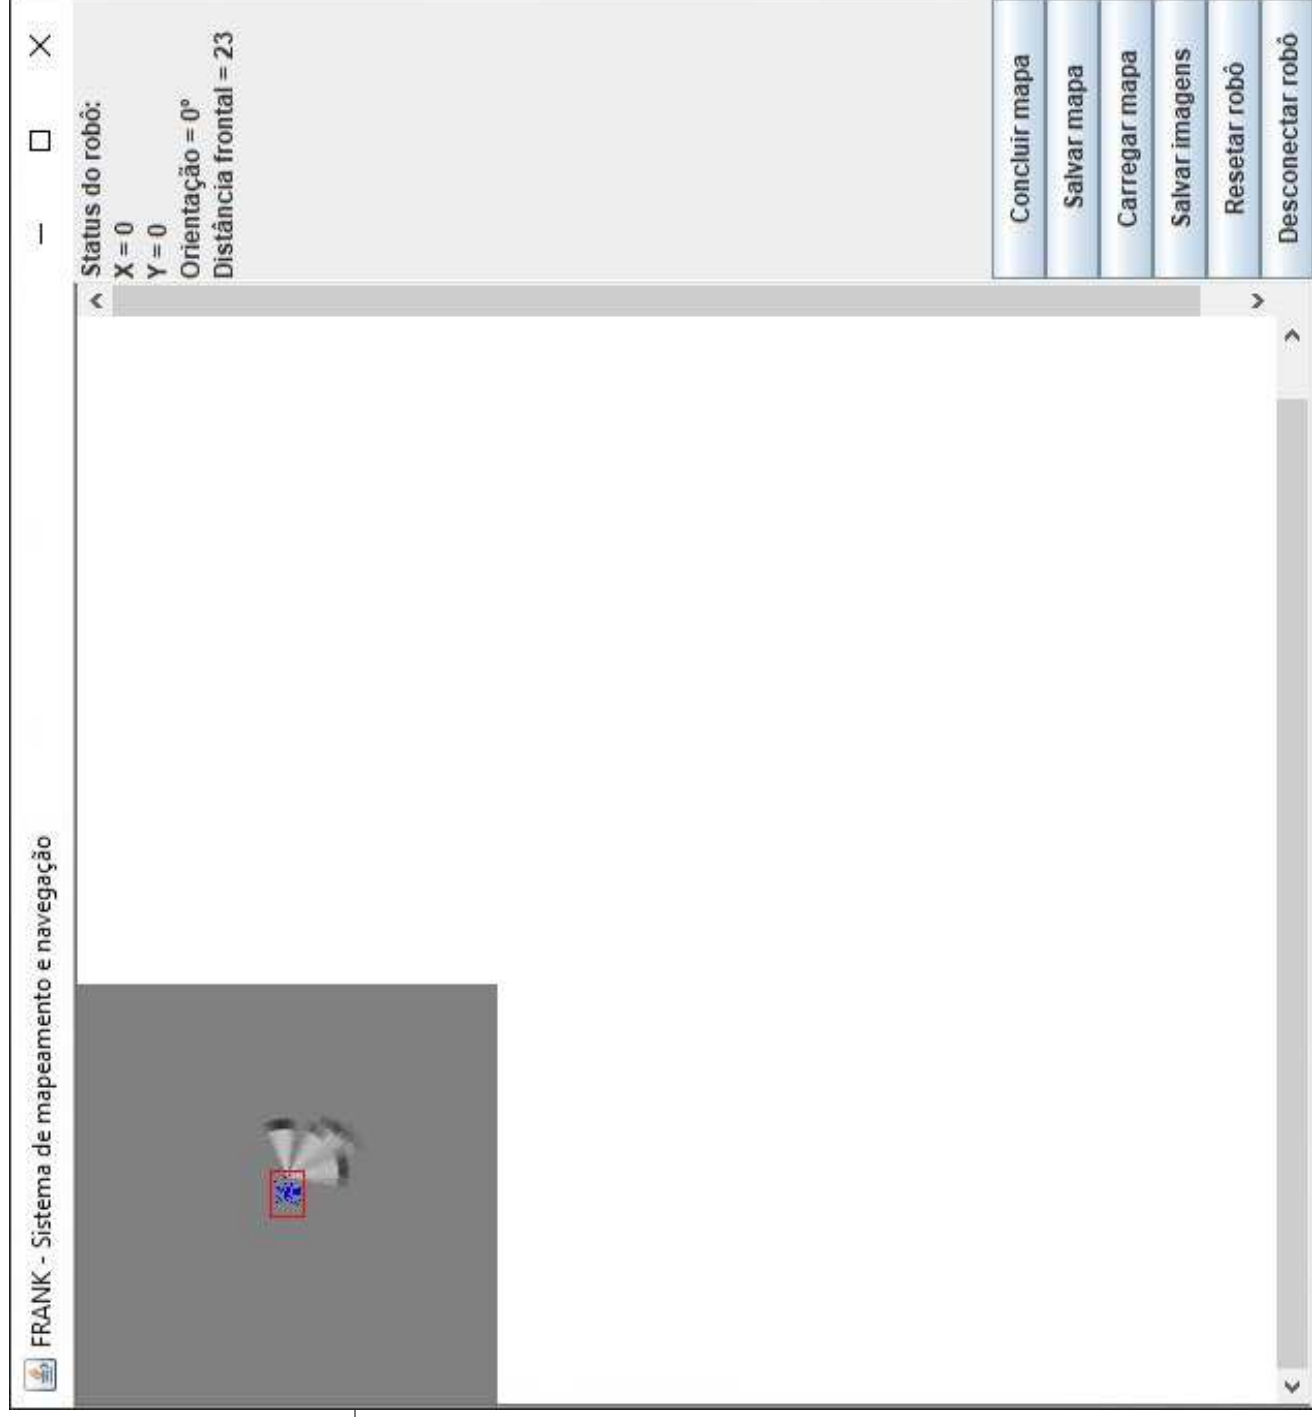 FRANK - Sistema de mapeamento e navegação
Status do robô:
X = 0
Y = 0
Orientação = 0º
Distância frontal = 23
Concluir mapa
Salvar mapa
Carregar mapa
Salvar imagens
Resetar robô
Desconectar robô